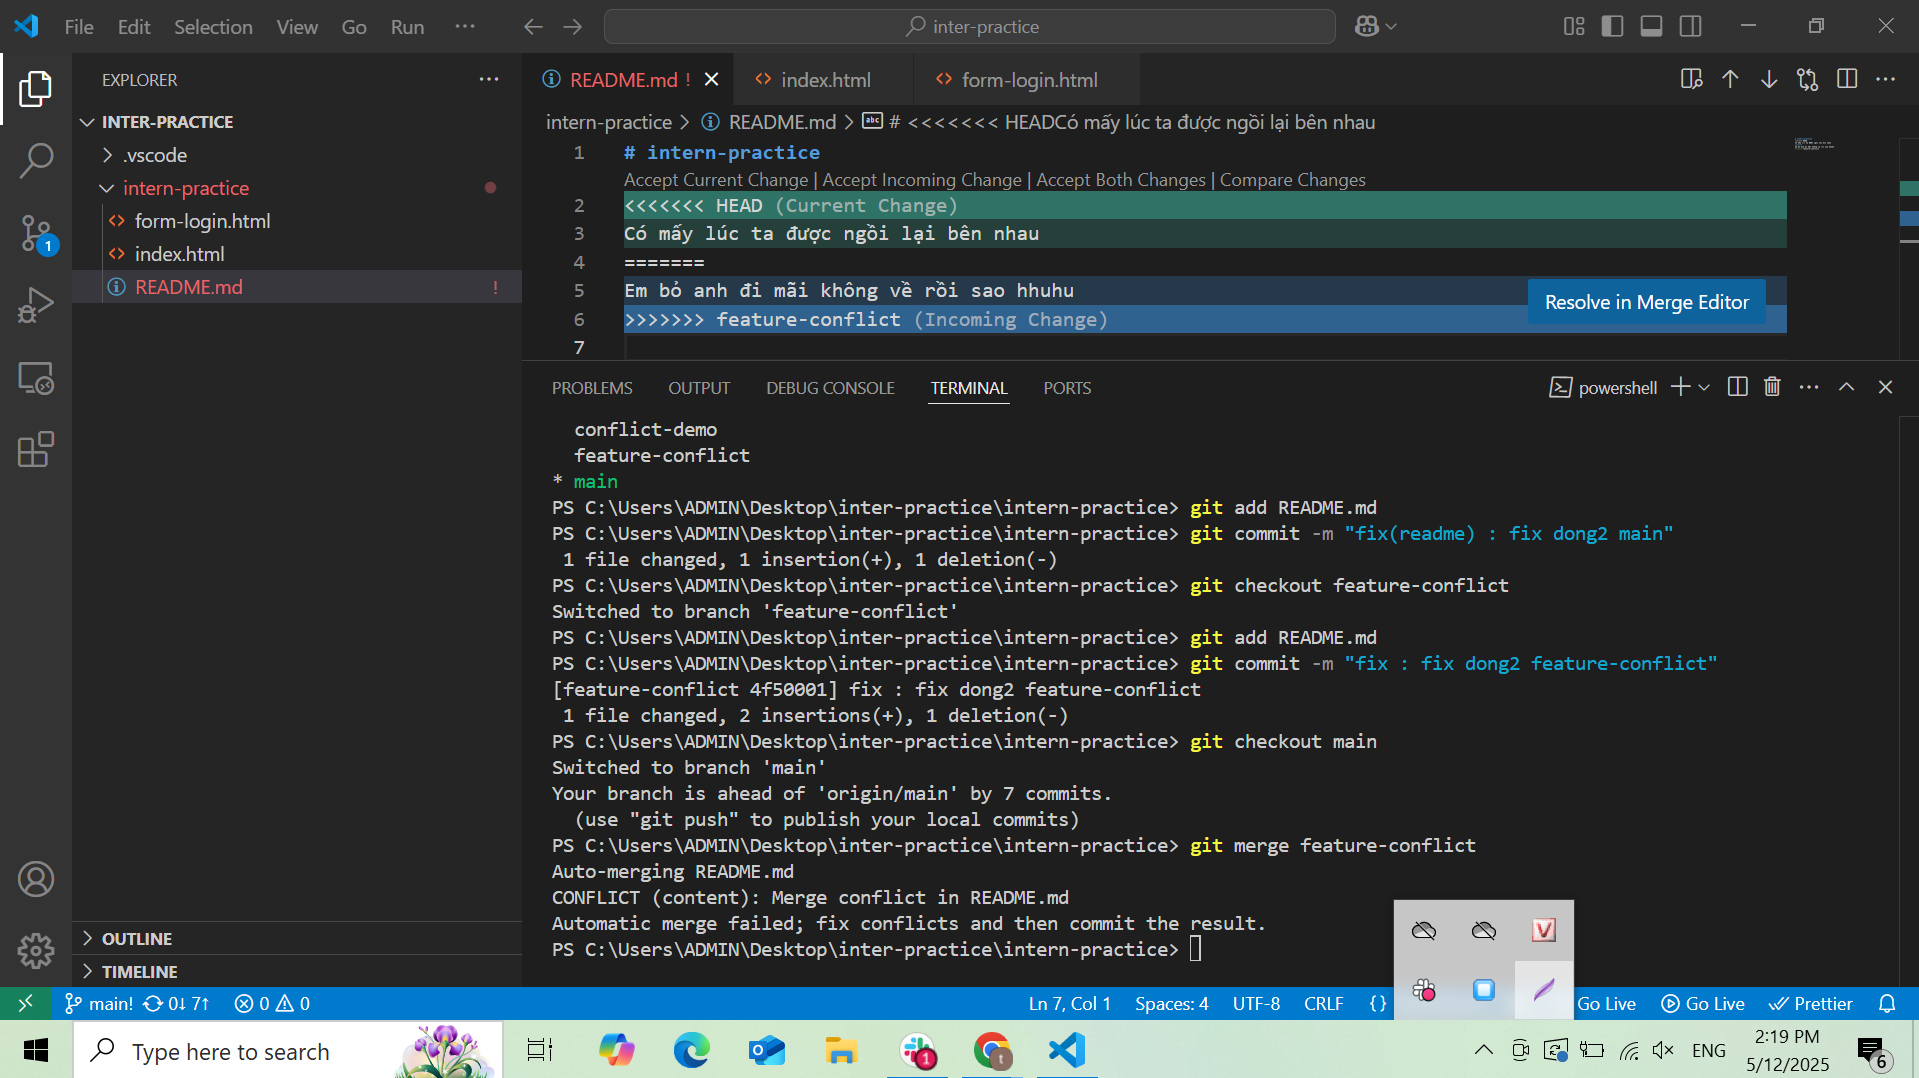 File Edit Selection View Go Run ··· inter-practice
EXPLORER
INTER-PRACTICE
.vscode
intern-practice
form-login.html
index.html
README.md !
OUTLINE
TIMELINE
1
README.md ! index.html form-login.html
intern-practice > README.md > # <<<<<<< HEADCó mấy lúc ta được ngồi lại bên nhau
1 # intern-practice
Accept Current Change | Accept Incoming Change | Accept Both Changes | Compare Changes
2 <<<<<<< HEAD (Current Change)
3 Có mấy lúc ta được ngồi lại bên nhau
4 =======
5 Em bỏ anh đi mãi không về rồi sao hhuhu
6 >>>>>>> feature-conflict (Incoming Change)
7
Resolve in Merge Editor
PROBLEMS OUTPUT DEBUG CONSOLE TERMINAL PORTS
powershell
conflict-demo
feature-conflict
* main
PS C:\Users\ADMIN\Desktop\inter-practice\intern-practice> git add README.md
PS C:\Users\ADMIN\Desktop\inter-practice\intern-practice> git commit -m "fix(readme) : fix dong2 main"
1 file changed, 1 insertion(+), 1 deletion(-)
PS C:\Users\ADMIN\Desktop\inter-practice\intern-practice> git checkout feature-conflict
Switched to branch 'feature-conflict'
PS C:\Users\ADMIN\Desktop\inter-practice\intern-practice> git add README.md
PS C:\Users\ADMIN\Desktop\inter-practice\intern-practice> git commit -m "fix : fix dong2 feature-conflict"
[feature-conflict 4f50001] fix : fix dong2 feature-conflict
1 file changed, 2 insertions(+), 1 deletion(-)
PS C:\Users\ADMIN\Desktop\inter-practice\intern-practice> git checkout main
Switched to branch 'main'
Your branch is ahead of 'origin/main' by 7 commits.
(use "git push" to publish your local commits)
PS C:\Users\ADMIN\Desktop\inter-practice\intern-practice> git merge feature-conflict
Auto-merging README.md
CONFLICT (content): Merge conflict in README.md
Automatic merge failed; fix conflicts and then commit the result.
PS C:\Users\ADMIN\Desktop\inter-practice\intern-practice>
V
main! 0↓ 7↑ 0 0 Ln 7, Col 1 Spaces: 4 UTF-8 CRLF {} Go Live Go Live Prettier
Type here to search
1
t
ENG
2:19 PM
5/12/2025
6